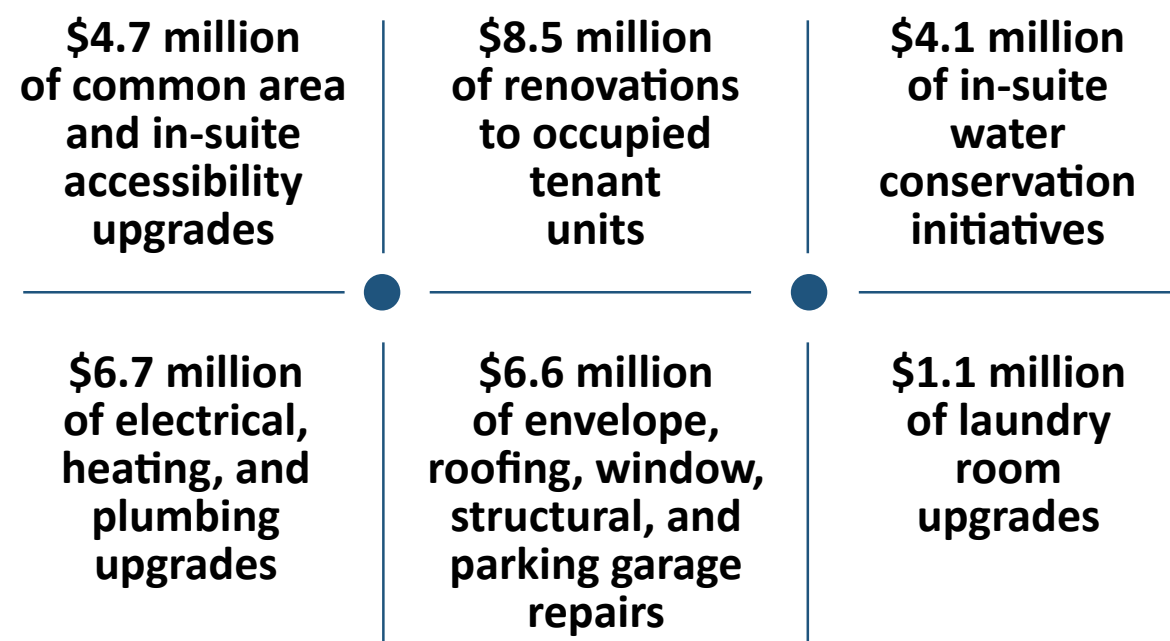 $4.7 million
of common area
and in-suite
accessibility
upgrades
$8.5 million
of renovations
to occupied
tenant
units
$4.1 million
of in-suite
water
conservation
initiatives
$6.7 million
of electrical,
heating, and
plumbing
upgrades
$6.6 million
of envelope,
roofing, window,
structural, and
parking garage
repairs
$1.1 million
of laundry
room
upgrades